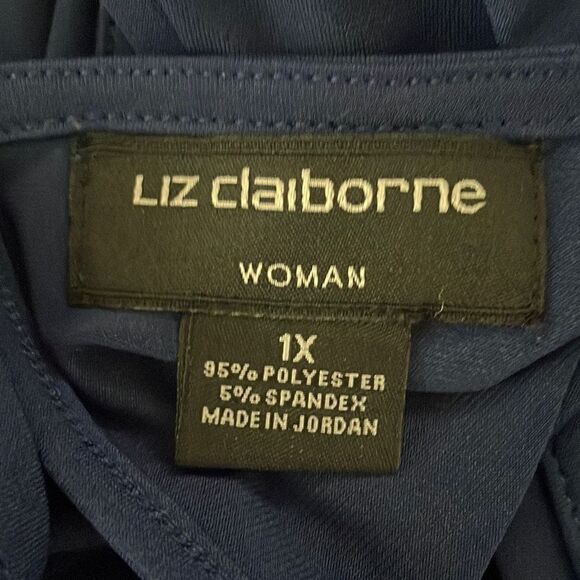 LIZ claiborne
WOMAN
1X
95% POLYESTER
5% SPANDEX
MADE IN JORDAN